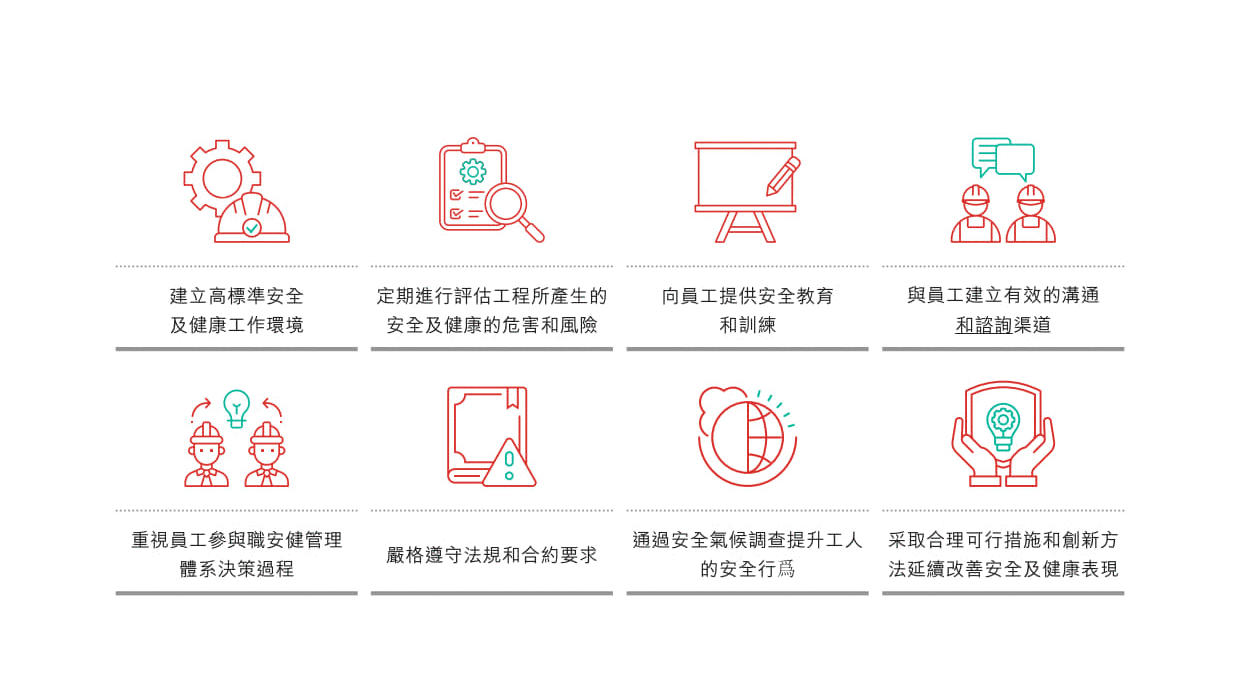 建立高標準安全
及健康工作環境
定期進行評估工程所產生的
安全及健康的危害和風險
向員工提供安全教育
和訓練
與員工建立有效的溝通
和諮詢渠道
重視員工參與職安健管理
體系決策過程
嚴格遵守法規和合約要求
通過安全氣候調查提升工人
的安全行爲
采取合理可行措施和創新方
法延續改善安全及健康表現